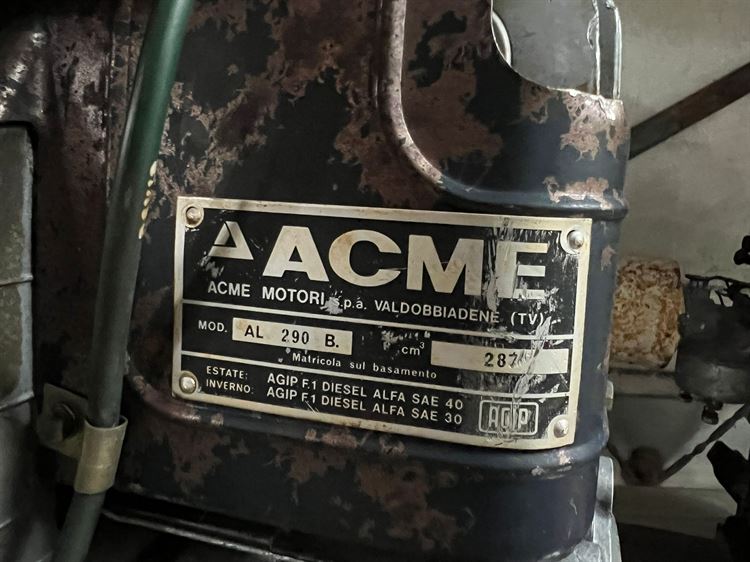 ACME
ACME MOTORI s.p.a. VALDOBBIADENE (TV)
MOD. AL 290 B. cm³ 287
Matricola sul basamento
ESTATE: AGIP F.1 DIESEL ALFA SAE 40
INVERNO: AGIP F.1 DIESEL ALFA SAE 30
AGIP